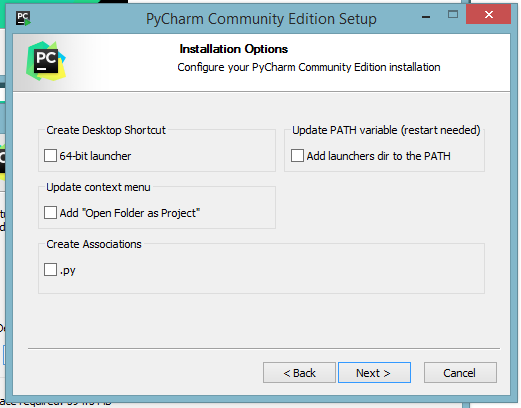 PC
PyCharm Community Edition Setup
PC
Installation Options
Configure your PyCharm Community Edition installation
Create Desktop Shortcut
64-bit launcher
Update PATH variable (restart needed)
Add launchers dir to the PATH
Update context menu
Add "Open Folder as Project"
Create Associations
.py
< Back
Next >
Cancel